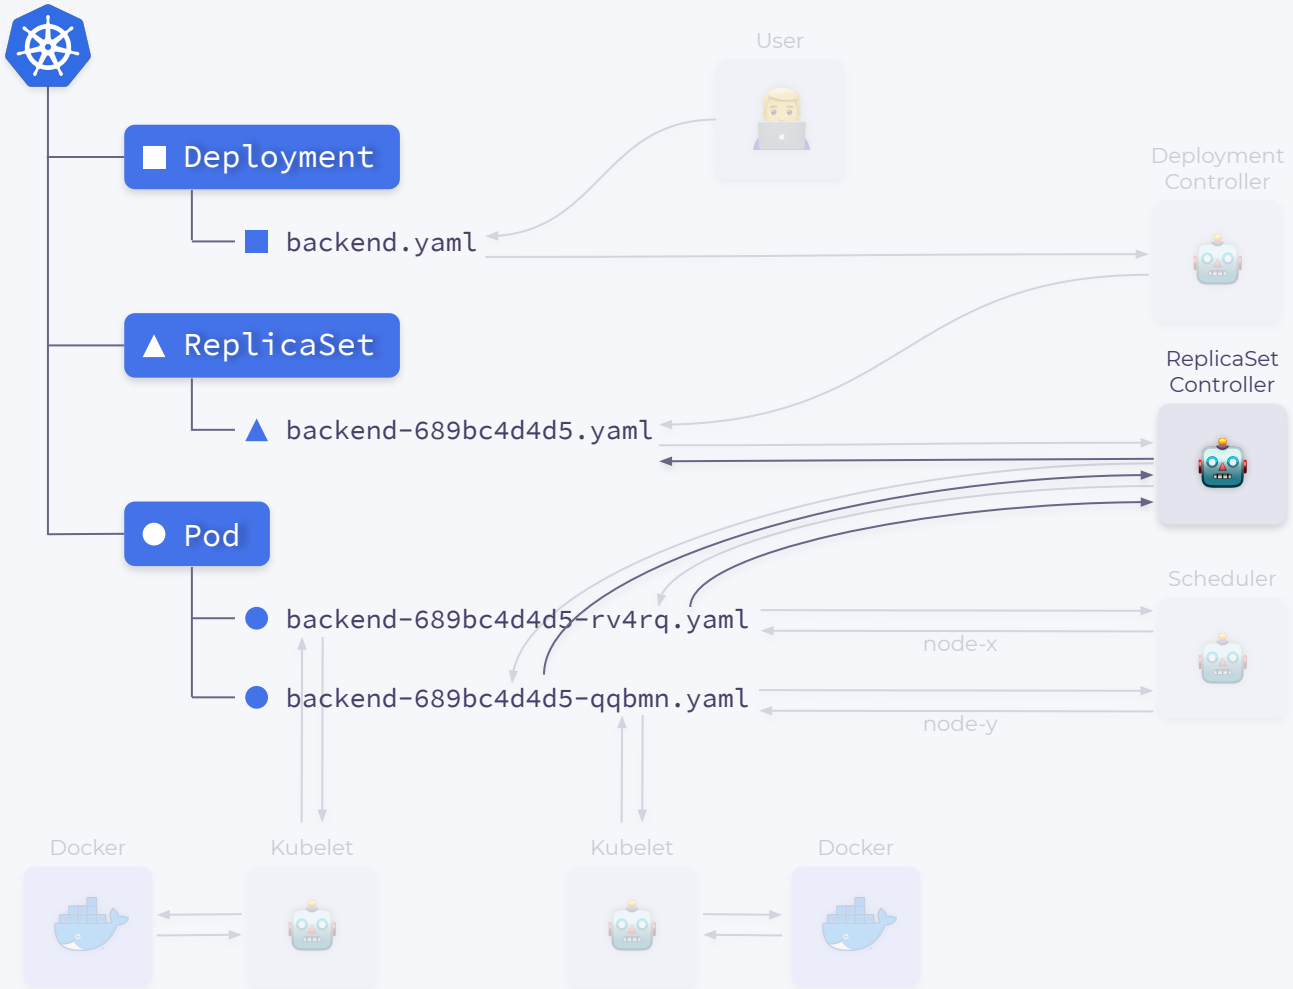 User
Deployment
Deployment
Controller
backend.yaml
ReplicaSet
ReplicaSet
Controller
backend-689bc4d4d5.yaml
Pod
Scheduler
backend-689bc4d4d5-rv4rq.yaml
node-x
backend-689bc4d4d5-qqbmn.yaml
node-y
Docker
Kubelet
Kubelet
Docker